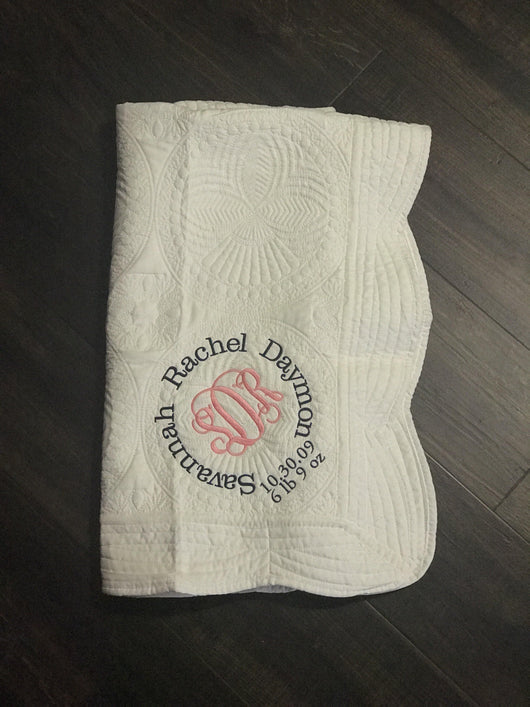 Savannah Rachel Daymon
SDR
10.30.09
6 lb 9 oz